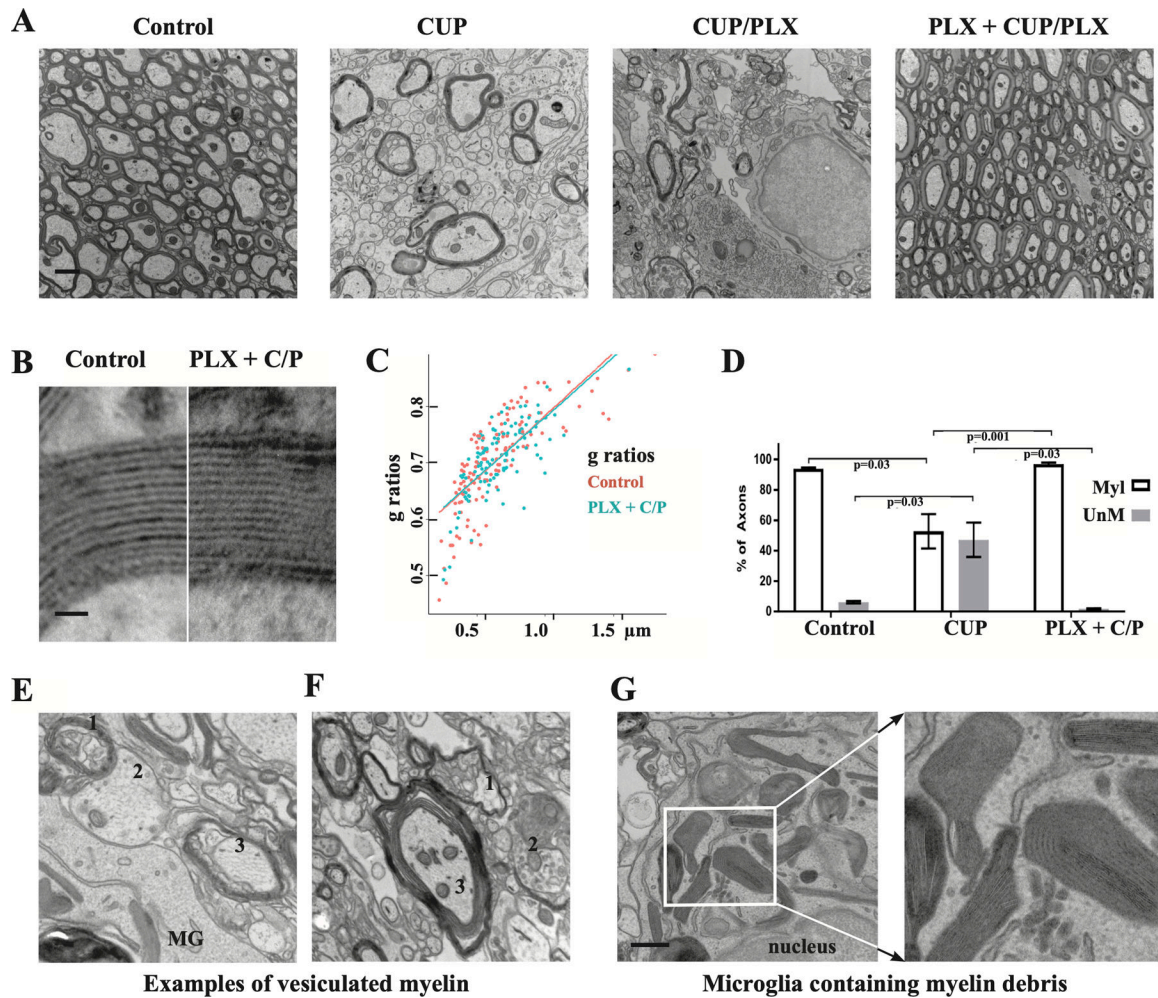 A
Control
CUP
CUP/PLX
PLX + CUP/PLX
B
Control
PLX + C/P
C
g ratios
0.8
0.7
0.6
0.5
g ratios
Control
PLX + C/P
0.5
1.0
1.5
µm
D
% of Axons
100
80
60
40
20
0
p=0.001
p=0.03
p=0.03
p=0.03
Myl
UnM
Control
CUP
PLX + C/P
E
1
2
3
MG
F
1
2
3
Examples of vesiculated myelin
G
nucleus
Microglia containing myelin debris